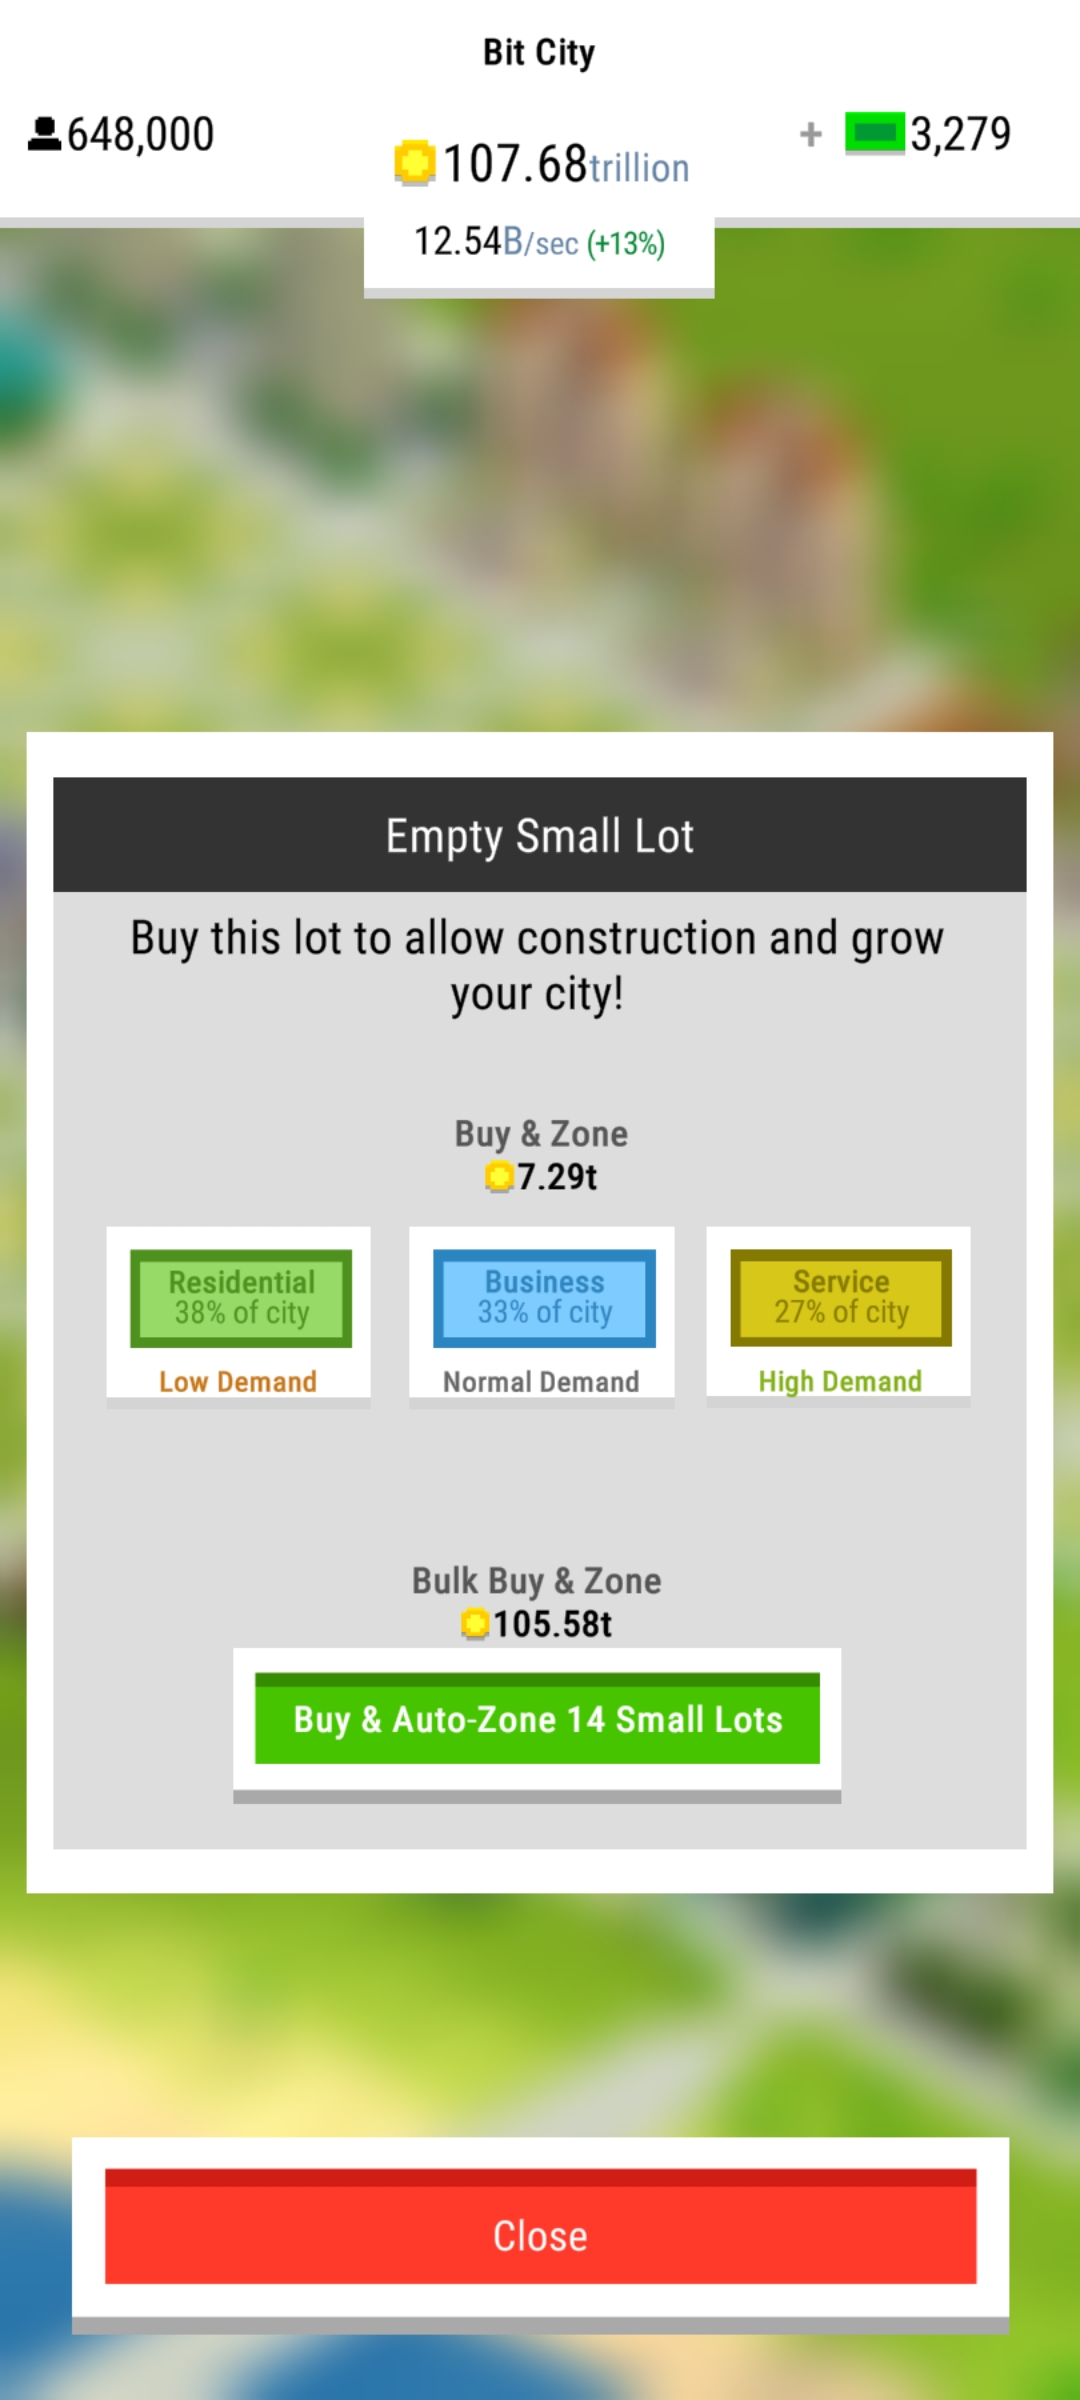 Bit City
648,000
107.68trillion
+ 3,279
12.54B/sec (+13%)
Empty Small Lot
Buy this lot to allow construction and grow
your city!
Buy & Zone
7.29t
Residential
38% of city
Low Demand
Business
33% of city
Normal Demand
Service
27% of city
High Demand
Bulk Buy & Zone
105.58t
Buy & Auto-Zone 14 Small Lots
Close